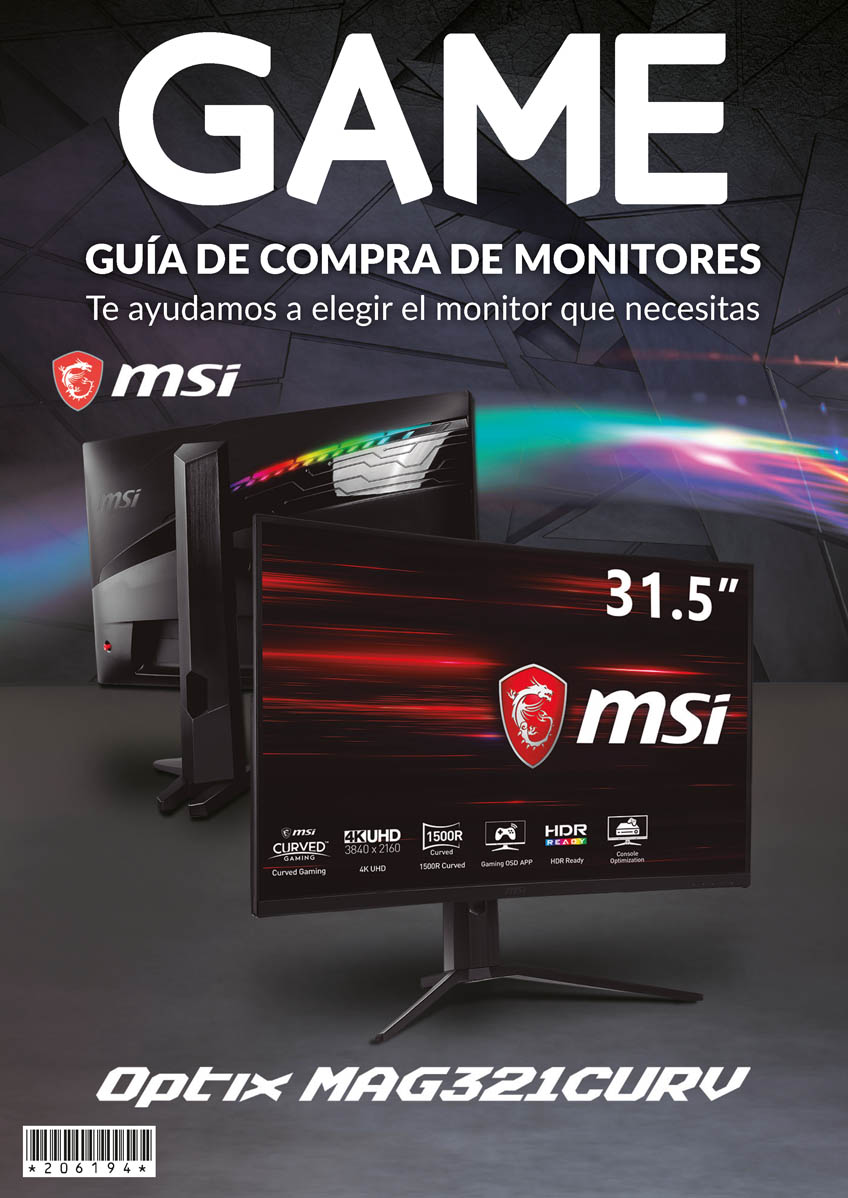 GAME
GUÍA DE COMPRA DE MONITORES
Te ayudamos a elegir el monitor que necesitas
msi
msi
31.5”
msi
msi
CURVED
GAMING
Curved Gaming
4K UHD
3840 x 2160
4K UHD
1500R
Curved
1500R Curved
Gaming OSD APP
HDR
READY
HDR Ready
Console
Optimization
msi
Optix MAG321CURV
*206194*